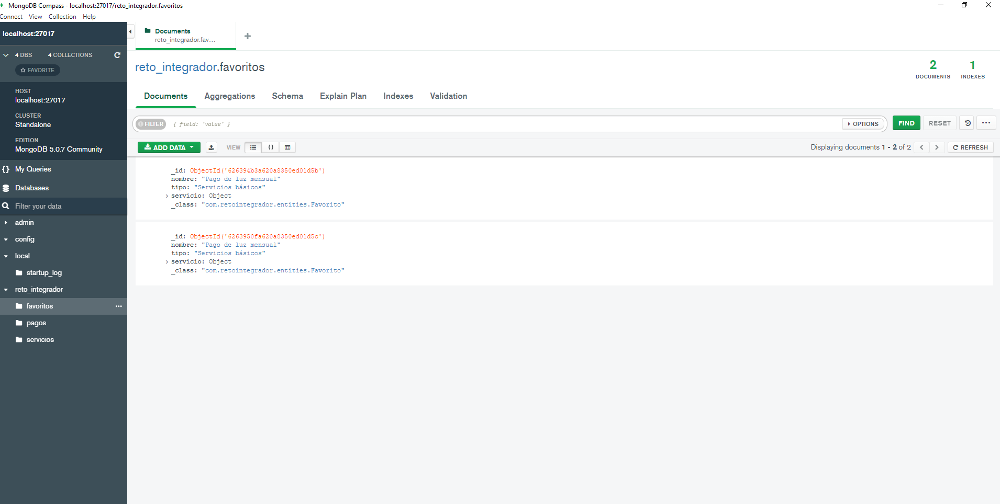 MongoDB Compass - localhost:27017/reto_integrador.favoritos
Connect View Collection Help
localhost:27017
4 DBS 4 COLLECTIONS
FAVORITE
HOST
localhost:27017
CLUSTER
Standalone
EDITION
MongoDB 5.0.7 Community
My Queries
Databases
Filter your data
admin
config
local
startup_log
reto_integrador
favoritos
pagos
servicios
Documents
reto_integrador.fav...
reto_integrador.favoritos
2
DOCUMENTS
1
INDEXES
Documents Aggregations Schema Explain Plan Indexes Validation
FILTER { field: 'value' } OPTIONS FIND RESET
ADD DATA VIEW {} Displaying documents 1 - 2 of 2 REFRESH
_id: ObjectId('626394b3a620a8350ed01d5b')
nombre: "Pago de luz mensual"
tipo: "Servicios básicos"
servicio: Object
_class: "com.retointegrador.entities.Favorito"
_id: ObjectId('6263950fa620a8350ed01d5c')
nombre: "Pago de luz mensual"
tipo: "Servicios básicos"
servicio: Object
_class: "com.retointegrador.entities.Favorito"